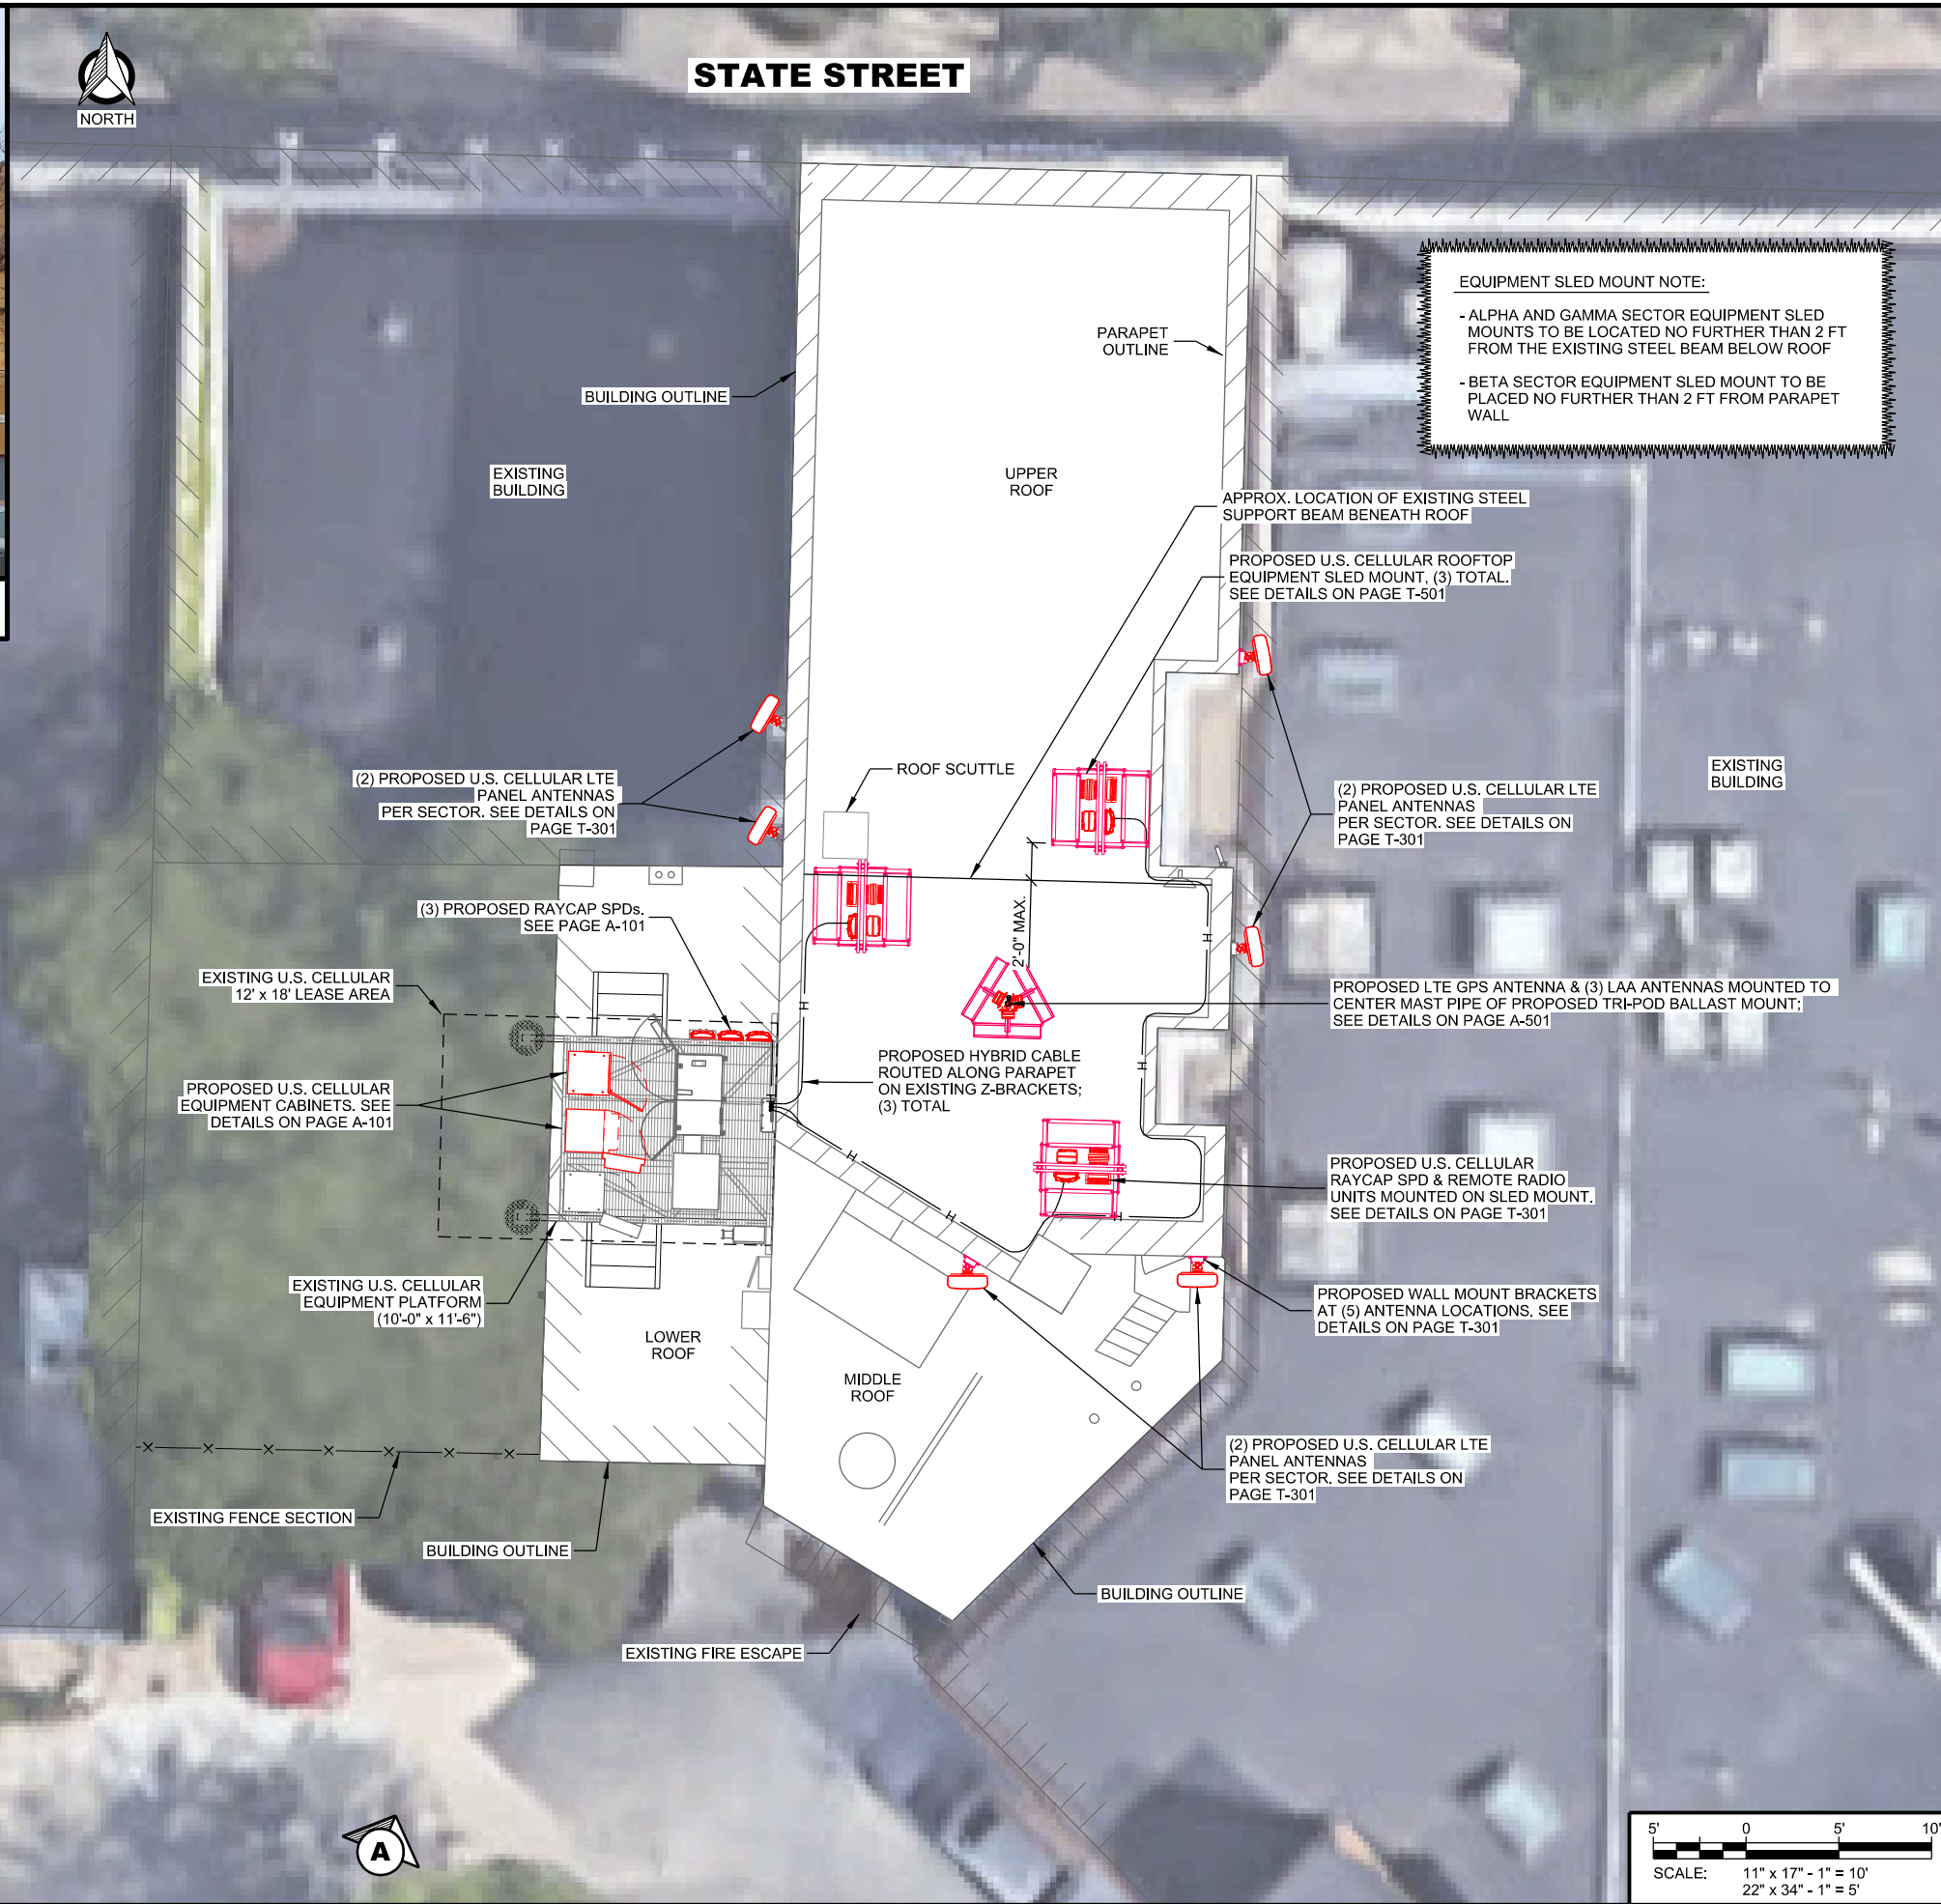 STATE STREET
NORTH
EQUIPMENT SLED MOUNT NOTE:
- ALPHA AND GAMMA SECTOR EQUIPMENT SLED
MOUNTS TO BE LOCATED NO FURTHER THAN 2 FT
FROM THE EXISTING STEEL BEAM BELOW ROOF
- BETA SECTOR EQUIPMENT SLED MOUNT TO BE
PLACED NO FURTHER THAN 2 FT FROM PARAPET
WALL
PARAPET
OUTLINE
BUILDING OUTLINE
EXISTING
BUILDING
UPPER
ROOF
APPROX. LOCATION OF EXISTING STEEL
SUPPORT BEAM BENEATH ROOF
PROPOSED U.S. CELLULAR ROOFTOP
EQUIPMENT SLED MOUNT, (3) TOTAL.
SEE DETAILS ON PAGE T-501
(2) PROPOSED U.S. CELLULAR LTE
PANEL ANTENNAS
PER SECTOR. SEE DETAILS ON
PAGE T-301
ROOF SCUTTLE
EXISTING
BUILDING
(2) PROPOSED U.S. CELLULAR LTE
PANEL ANTENNAS
PER SECTOR. SEE DETAILS ON
PAGE T-301
(3) PROPOSED RAYCAP SPDs.
SEE PAGE A-101
2'-0" MAX.
H
H
H
H
H
H
H
EXISTING U.S. CELLULAR
12' x 18' LEASE AREA
PROPOSED LTE GPS ANTENNA & (3) LAA ANTENNAS MOUNTED TO
CENTER MAST PIPE OF PROPOSED TRI-POD BALLAST MOUNT;
SEE DETAILS ON PAGE A-501
PROPOSED HYBRID CABLE
ROUTED ALONG PARAPET
ON EXISTING Z-BRACKETS;
(3) TOTAL
PROPOSED U.S. CELLULAR
EQUIPMENT CABINETS. SEE
DETAILS ON PAGE A-101
PROPOSED U.S. CELLULAR
RAYCAP SPD & REMOTE RADIO
UNITS MOUNTED ON SLED MOUNT.
SEE DETAILS ON PAGE T-301
EXISTING U.S. CELLULAR
EQUIPMENT PLATFORM
(10'-0" x 11'-6")
PROPOSED WALL MOUNT BRACKETS
AT (5) ANTENNA LOCATIONS. SEE
DETAILS ON PAGE T-301
LOWER
ROOF
MIDDLE
ROOF
(2) PROPOSED U.S. CELLULAR LTE
PANEL ANTENNAS
PER SECTOR. SEE DETAILS ON
PAGE T-301
EXISTING FENCE SECTION
BUILDING OUTLINE
BUILDING OUTLINE
EXISTING FIRE ESCAPE
A
5' 0 5' 10'
SCALE: 11" x 17" - 1" = 10'
22" x 34" - 1" = 5'